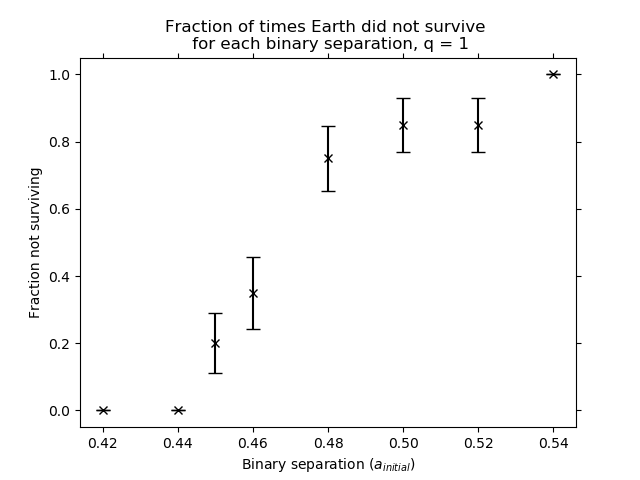 Fraction of times Earth did not survive
for each binary separation, q = 1
1.0
0.8
0.6
0.4
0.2
0.0
Fraction not surviving
0.42 0.44 0.46 0.48 0.50 0.52 0.54
Binary separation (a_initial)